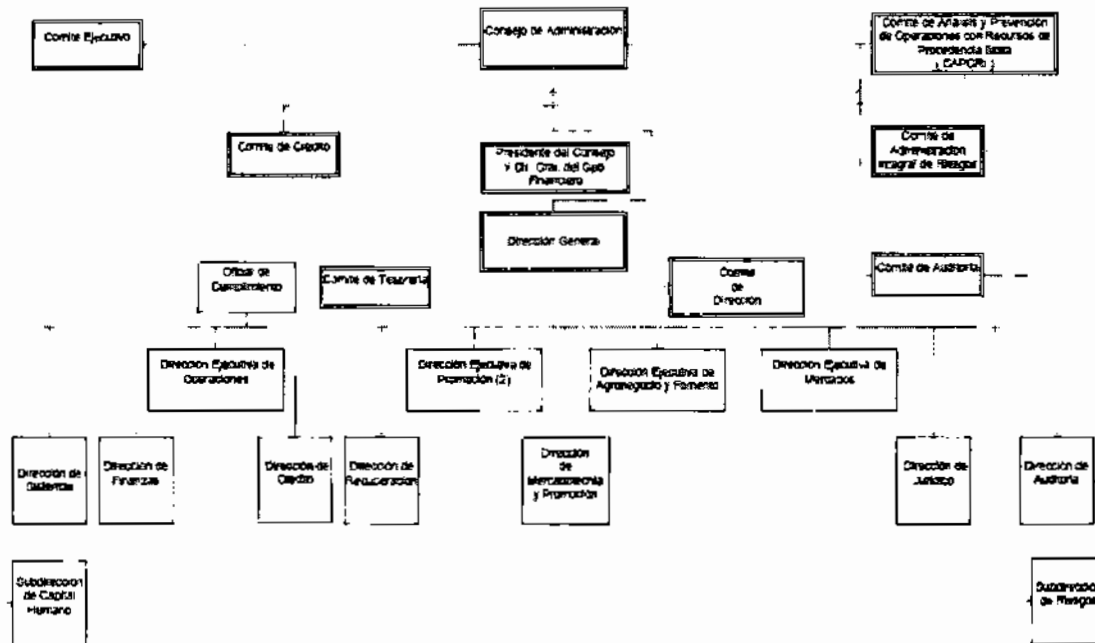 Comité Ejecutivo
Consejo de Administración
Comité de Análisis y Prevención
de Operaciones con Recursos de
Procedencia Ilícita
Comité de Crédito
Presidente del Consejo
y Dir. Gral. del Gpo
Financiero
Comité de
Administración
Integral de Riesgos
Dirección General
Oficial de
Cumplimiento
Comité de Tesorería
Comité
de
Dirección
Comité de Auditoría
Dirección Ejecutiva de
Operaciones
Dirección Ejecutiva de
Promoción (2)
Dirección Ejecutiva de
Agronegocio y Fomento
Dirección Ejecutiva de
Mercados
Dirección de
Sistemas
Dirección de
Finanzas
Dirección de
Crédito
Dirección de
Recuperación
Dirección
de
Mercadotecnia
y Promoción
Dirección de
Jurídico
Dirección de
Auditoría
Subdirección
de Capital
Humano
Subdirección
de Riesgos